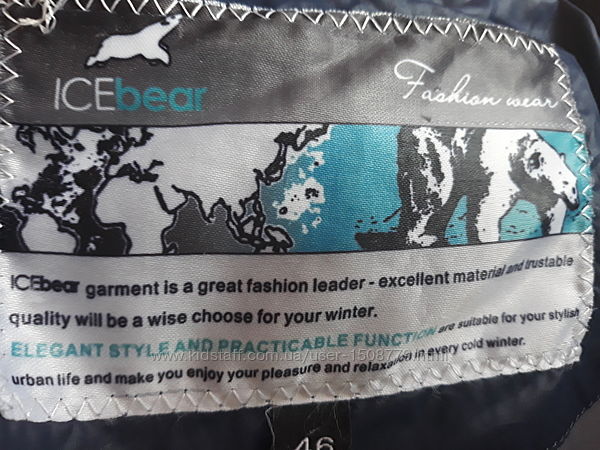 ICEbear
Fashion wear
ICEbear garment is a great fashion leader - excellent material and trustable
quality will be a wise choose for your winter.
ELEGANT STYLE AND PRACTICABLE FUNCTION are suitable for your stylish
urban life and make you enjoy your pleasure and relaxation in every cold winter.
46